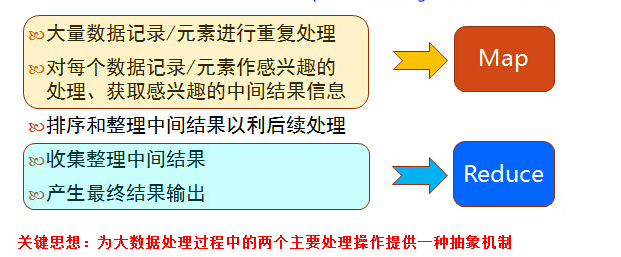 大量数据记录/元素进行重复处理
对每个数据记录/元素作感兴趣的
处理、获取感兴趣的中间结果信息
Map
排序和整理中间结果以利后续处理
收集整理中间结果
产生最终结果输出
Reduce
关键思想：为大数据处理过程中的两个主要处理操作提供一种抽象机制